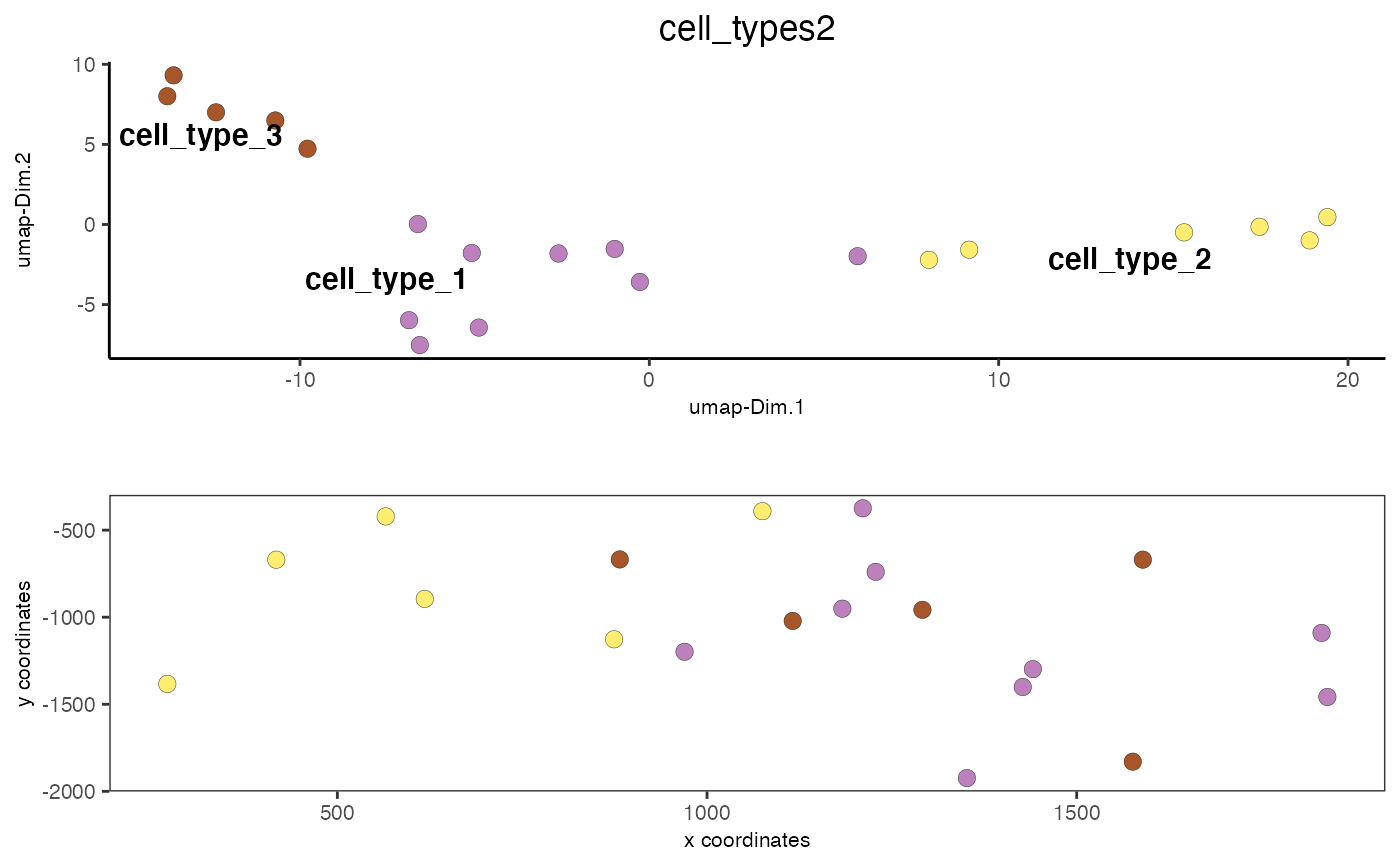 cell_types2
10
5
0
-5
umap-Dim.2
cell_type_3
cell_type_1
cell_type_2
-10 0 10 20
umap-Dim.1
-500
-1000
-1500
-2000
y coordinates
500 1000 1500
x coordinates